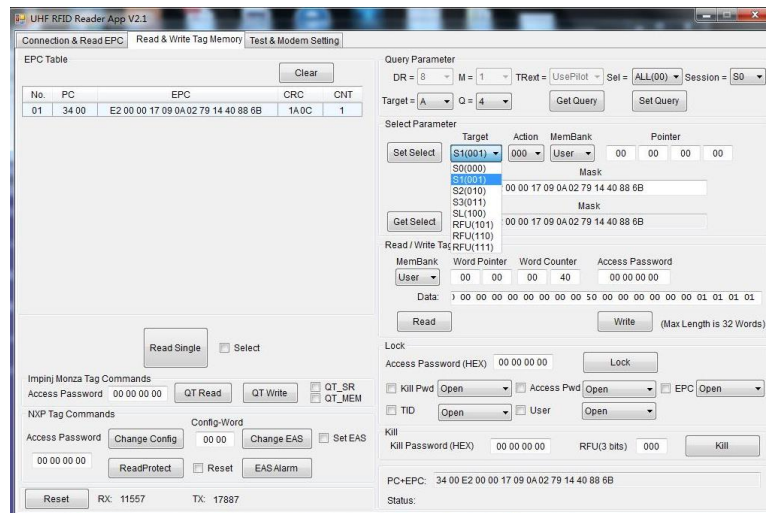 UHF RFID Reader App V2.1
Connection & Read EPC Read & Write Tag Memory Test & Modem Setting
EPC Table
Clear
No. PC EPC CRC CNT
01 34 00 E2 00 00 17 09 0A 02 79 14 40 88 6B 1A 0C 1
Read Single Select
Impinj Monza Tag Commands
Access Password 00 00 00 00 QT Read QT Write QT_SR
QT_MEM
NXP Tag Commands
Config-Word
Access Password Change Config 00 00 Change EAS Set EAS
00 00 00 00 ReadProtect Reset EAS Alarm
Reset RX: 11557 TX: 17887
Query Parameter
DR = 8 M = 1 TRext = UsePilot Sel = ALL(00) Session = S0
Target = A Q = 4 Get Query Set Query
Select Parameter
Target Action MemBank Pointer
Set Select S1(001) 000 User 00 00 00 00
S0(000)
Mask
S1(001)
00 00 17 09 0A 02 79 14 40 88 6B
S2(010)
S3(011)
Mask
SL(100)
Get Select 00 00 17 09 0A 02 79 14 40 88 6B
RFU(101)
RFU(110)
Read / Write Tag
RFU(111)
MemBank Word Pointer Word Counter Access Password
User 00 00 00 40 00 00 00 00
Data: 00 00 00 00 00 00 00 00 50 00 00 00 00 00 01 01 01 01
Read Write (Max Length is 32 Words)
Lock
Access Password (HEX) 00 00 00 00 Lock
Kill Pwd Open Access Pwd Open EPC Open
TID Open User Open
Kill
Kill Password (HEX) 00 00 00 00 RFU(3 bits) 000 Kill
PC+EPC: 34 00 E2 00 00 17 09 0A 02 79 14 40 88 6B
Status: